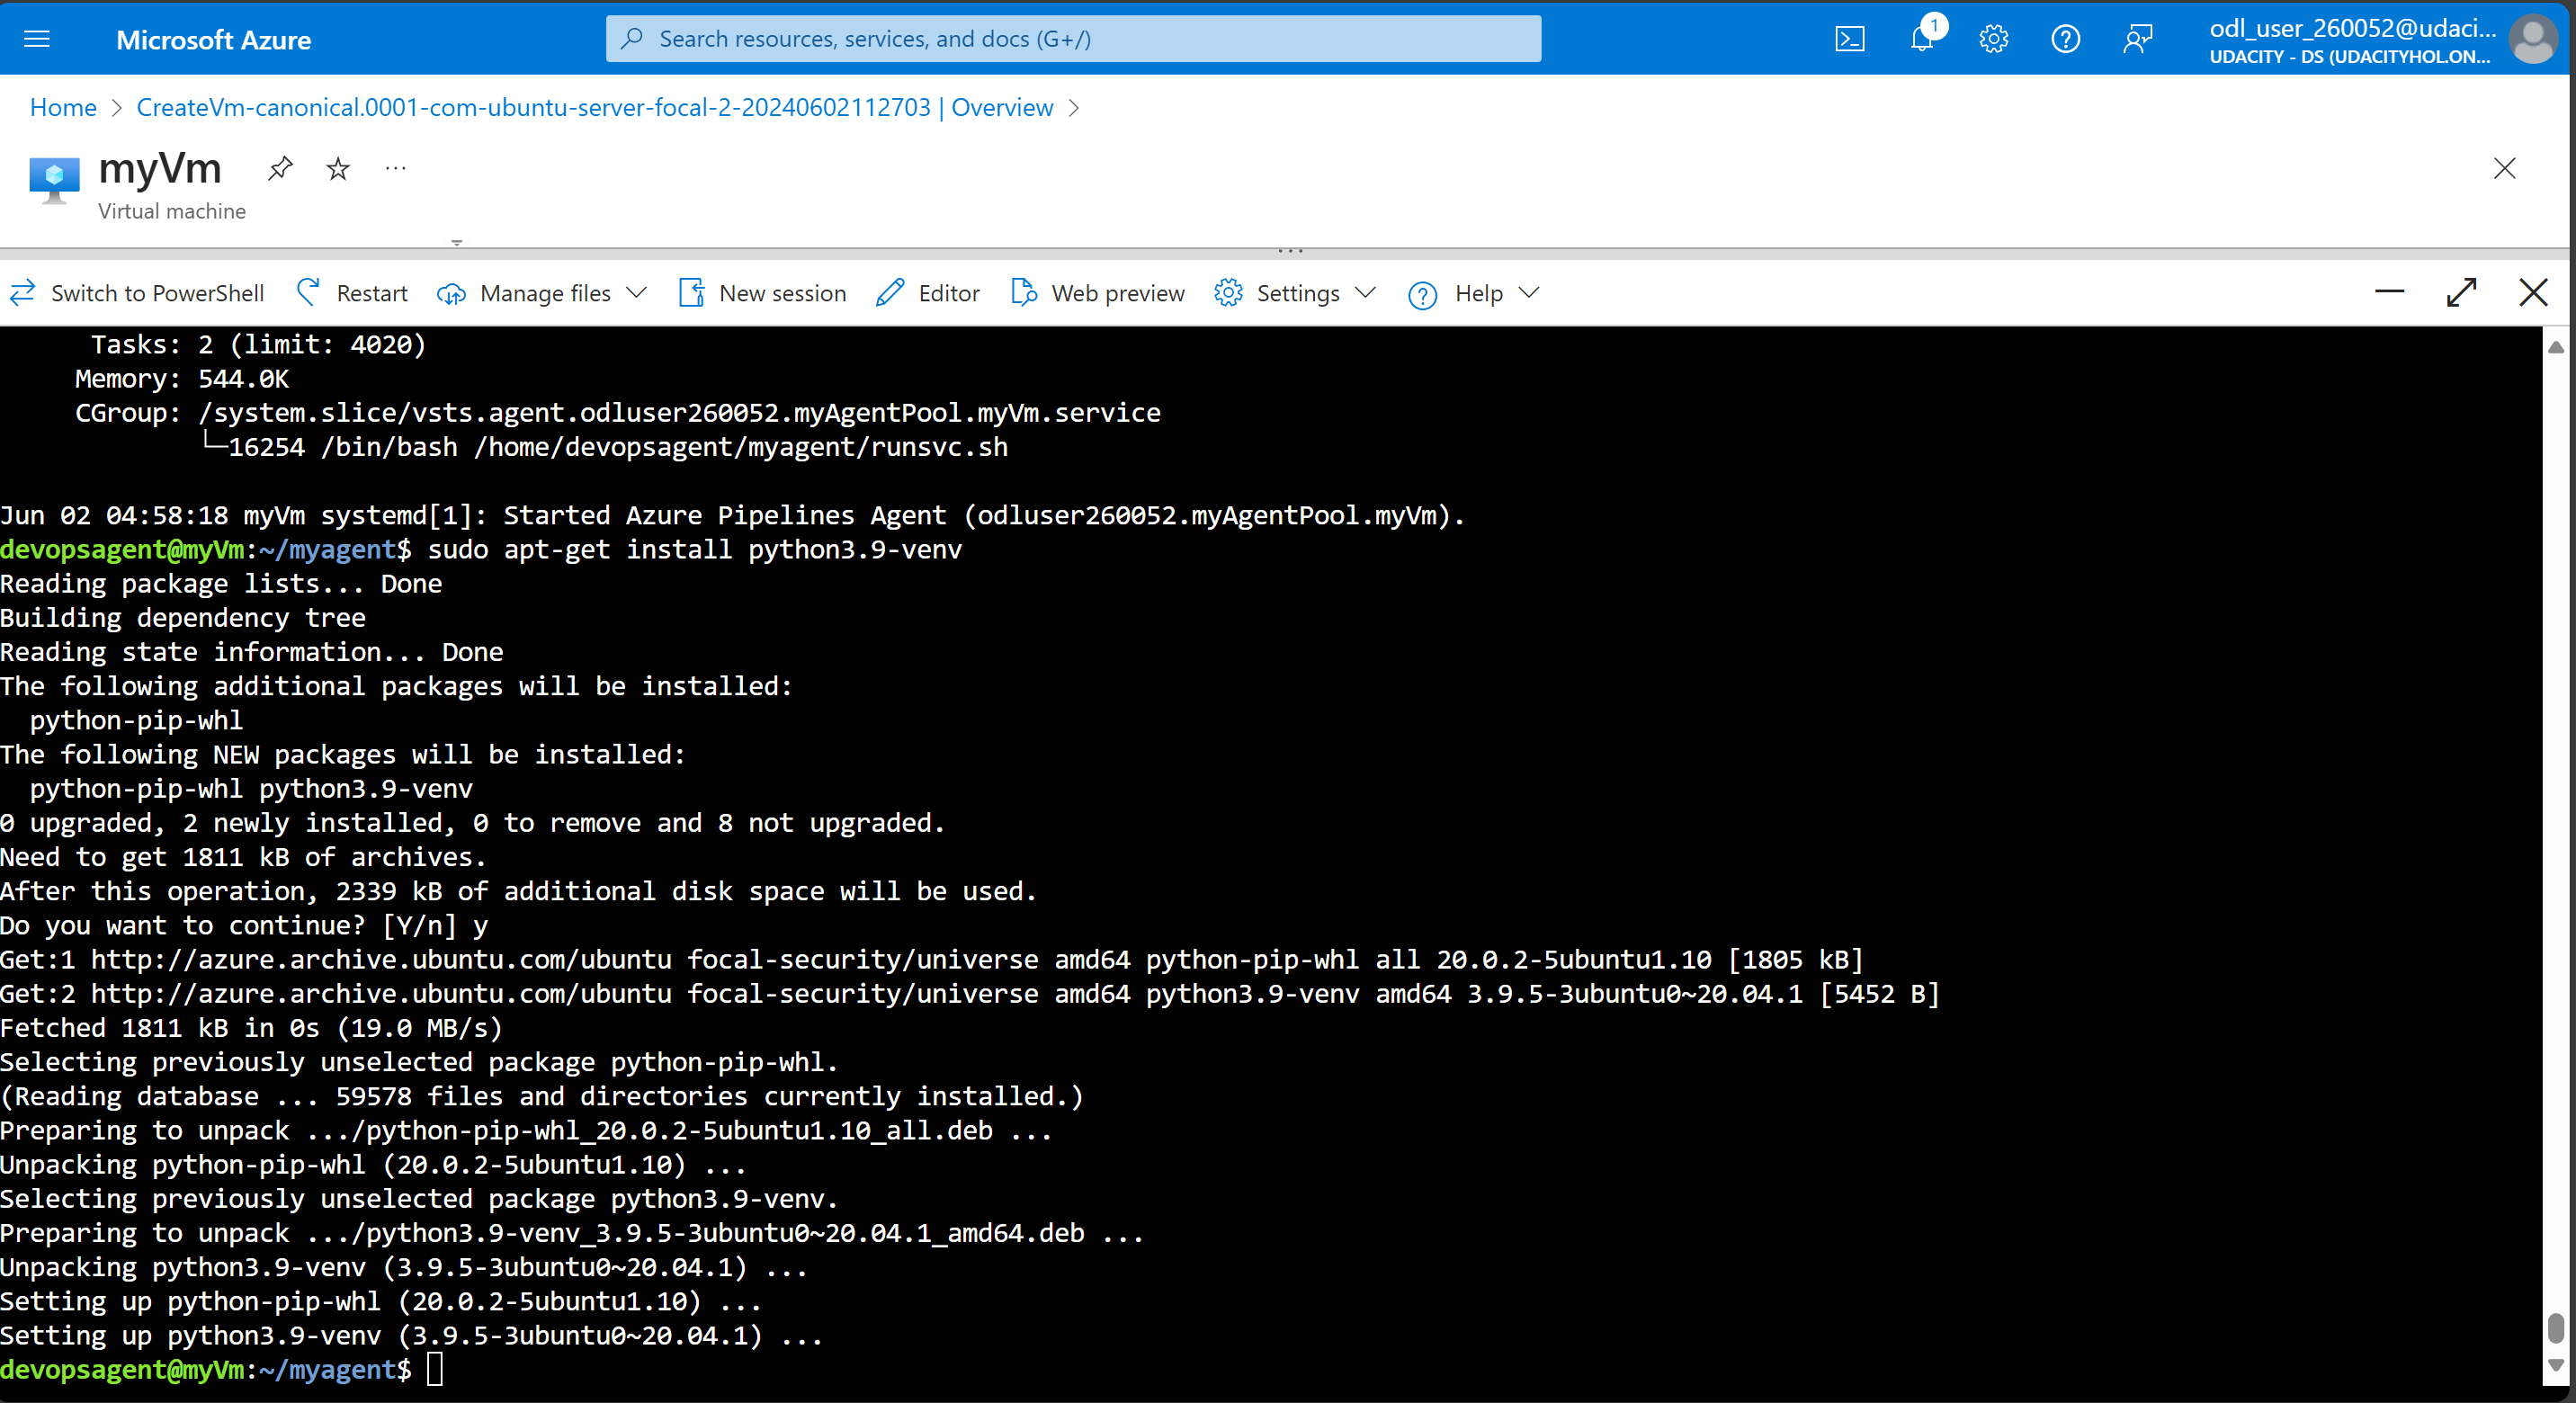 Microsoft Azure
Search resources, services, and docs (G+/)
1
odl_user_260052@udaci...
UDACITY - DS (UDACITYHOL.ON...
Home > CreateVm-canonical.0001-com-ubuntu-server-focal-2-20240602112703 | Overview >
myVm
...
Virtual machine
Switch to PowerShell Restart Manage files New session Editor Web preview Settings Help
Tasks: 2 (limit: 4020)
Memory: 544.0K
CGroup: /system.slice/vsts.agent.odluser260052.myAgentPool.myVm.service
└─16254 /bin/bash /home/devopsagent/myagent/runsvc.sh
Jun 02 04:58:18 myVm systemd[1]: Started Azure Pipelines Agent (odluser260052.myAgentPool.myVm).
devopsagent@myVm:~/myagent$ sudo apt-get install python3.9-venv
Reading package lists... Done
Building dependency tree
Reading state information... Done
The following additional packages will be installed:
python-pip-whl
The following NEW packages will be installed:
python-pip-whl python3.9-venv
0 upgraded, 2 newly installed, 0 to remove and 8 not upgraded.
Need to get 1811 kB of archives.
After this operation, 2339 kB of additional disk space will be used.
Do you want to continue? [Y/n] y
Get:1 http://azure.archive.ubuntu.com/ubuntu focal-security/universe amd64 python-pip-whl all 20.0.2-5ubuntu1.10 [1805 kB]
Get:2 http://azure.archive.ubuntu.com/ubuntu focal-security/universe amd64 python3.9-venv amd64 3.9.5-3ubuntu0~20.04.1 [5452 B]
Fetched 1811 kB in 0s (19.0 MB/s)
Selecting previously unselected package python-pip-whl.
(Reading database ... 59578 files and directories currently installed.)
Preparing to unpack .../python-pip-whl_20.0.2-5ubuntu1.10_all.deb ...
Unpacking python-pip-whl (20.0.2-5ubuntu1.10) ...
Selecting previously unselected package python3.9-venv.
Preparing to unpack .../python3.9-venv_3.9.5-3ubuntu0~20.04.1_amd64.deb ...
Unpacking python3.9-venv (3.9.5-3ubuntu0~20.04.1) ...
Setting up python-pip-whl (20.0.2-5ubuntu1.10) ...
Setting up python3.9-venv (3.9.5-3ubuntu0~20.04.1) ...
devopsagent@myVm:~/myagent$